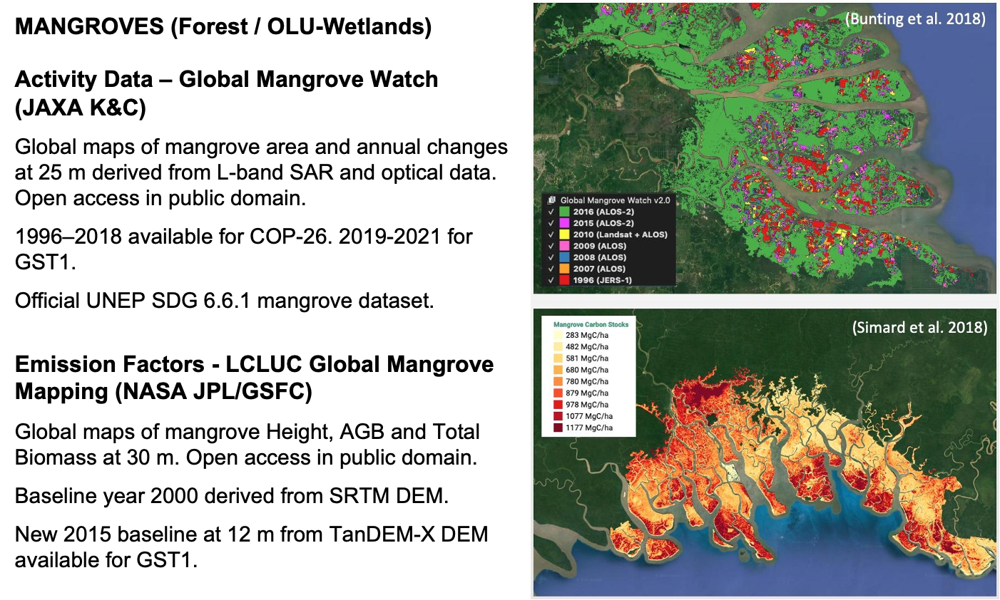 MANGROVES (Forest / OLU-Wetlands)
Activity Data – Global Mangrove Watch
(JAXA K&C)
Global maps of mangrove area and annual changes
at 25 m derived from L-band SAR and optical data.
Open access in public domain.
1996–2018 available for COP-26. 2019-2021 for
GST1.
Official UNEP SDG 6.6.1 mangrove dataset.
Emission Factors - LCLUC Global Mangrove
Mapping (NASA JPL/GSFC)
Global maps of mangrove Height, AGB and Total
Biomass at 30 m. Open access in public domain.
Baseline year 2000 derived from SRTM DEM.
New 2015 baseline at 12 m from TanDEM-X DEM
available for GST1.
(Bunting et al. 2018)
Global Mangrove Watch v2.0
2016 (ALOS-2)
2015 (ALOS-2)
2010 (Landsat + ALOS)
2009 (ALOS)
2008 (ALOS)
2007 (ALOS)
1996 (JERS-1)
(Simard et al. 2018)
Mangrove Carbon Stocks
283 MgC/ha
482 MgC/ha
581 MgC/ha
680 MgC/ha
780 MgC/ha
879 MgC/ha
978 MgC/ha
1077 MgC/ha
1177 MgC/ha